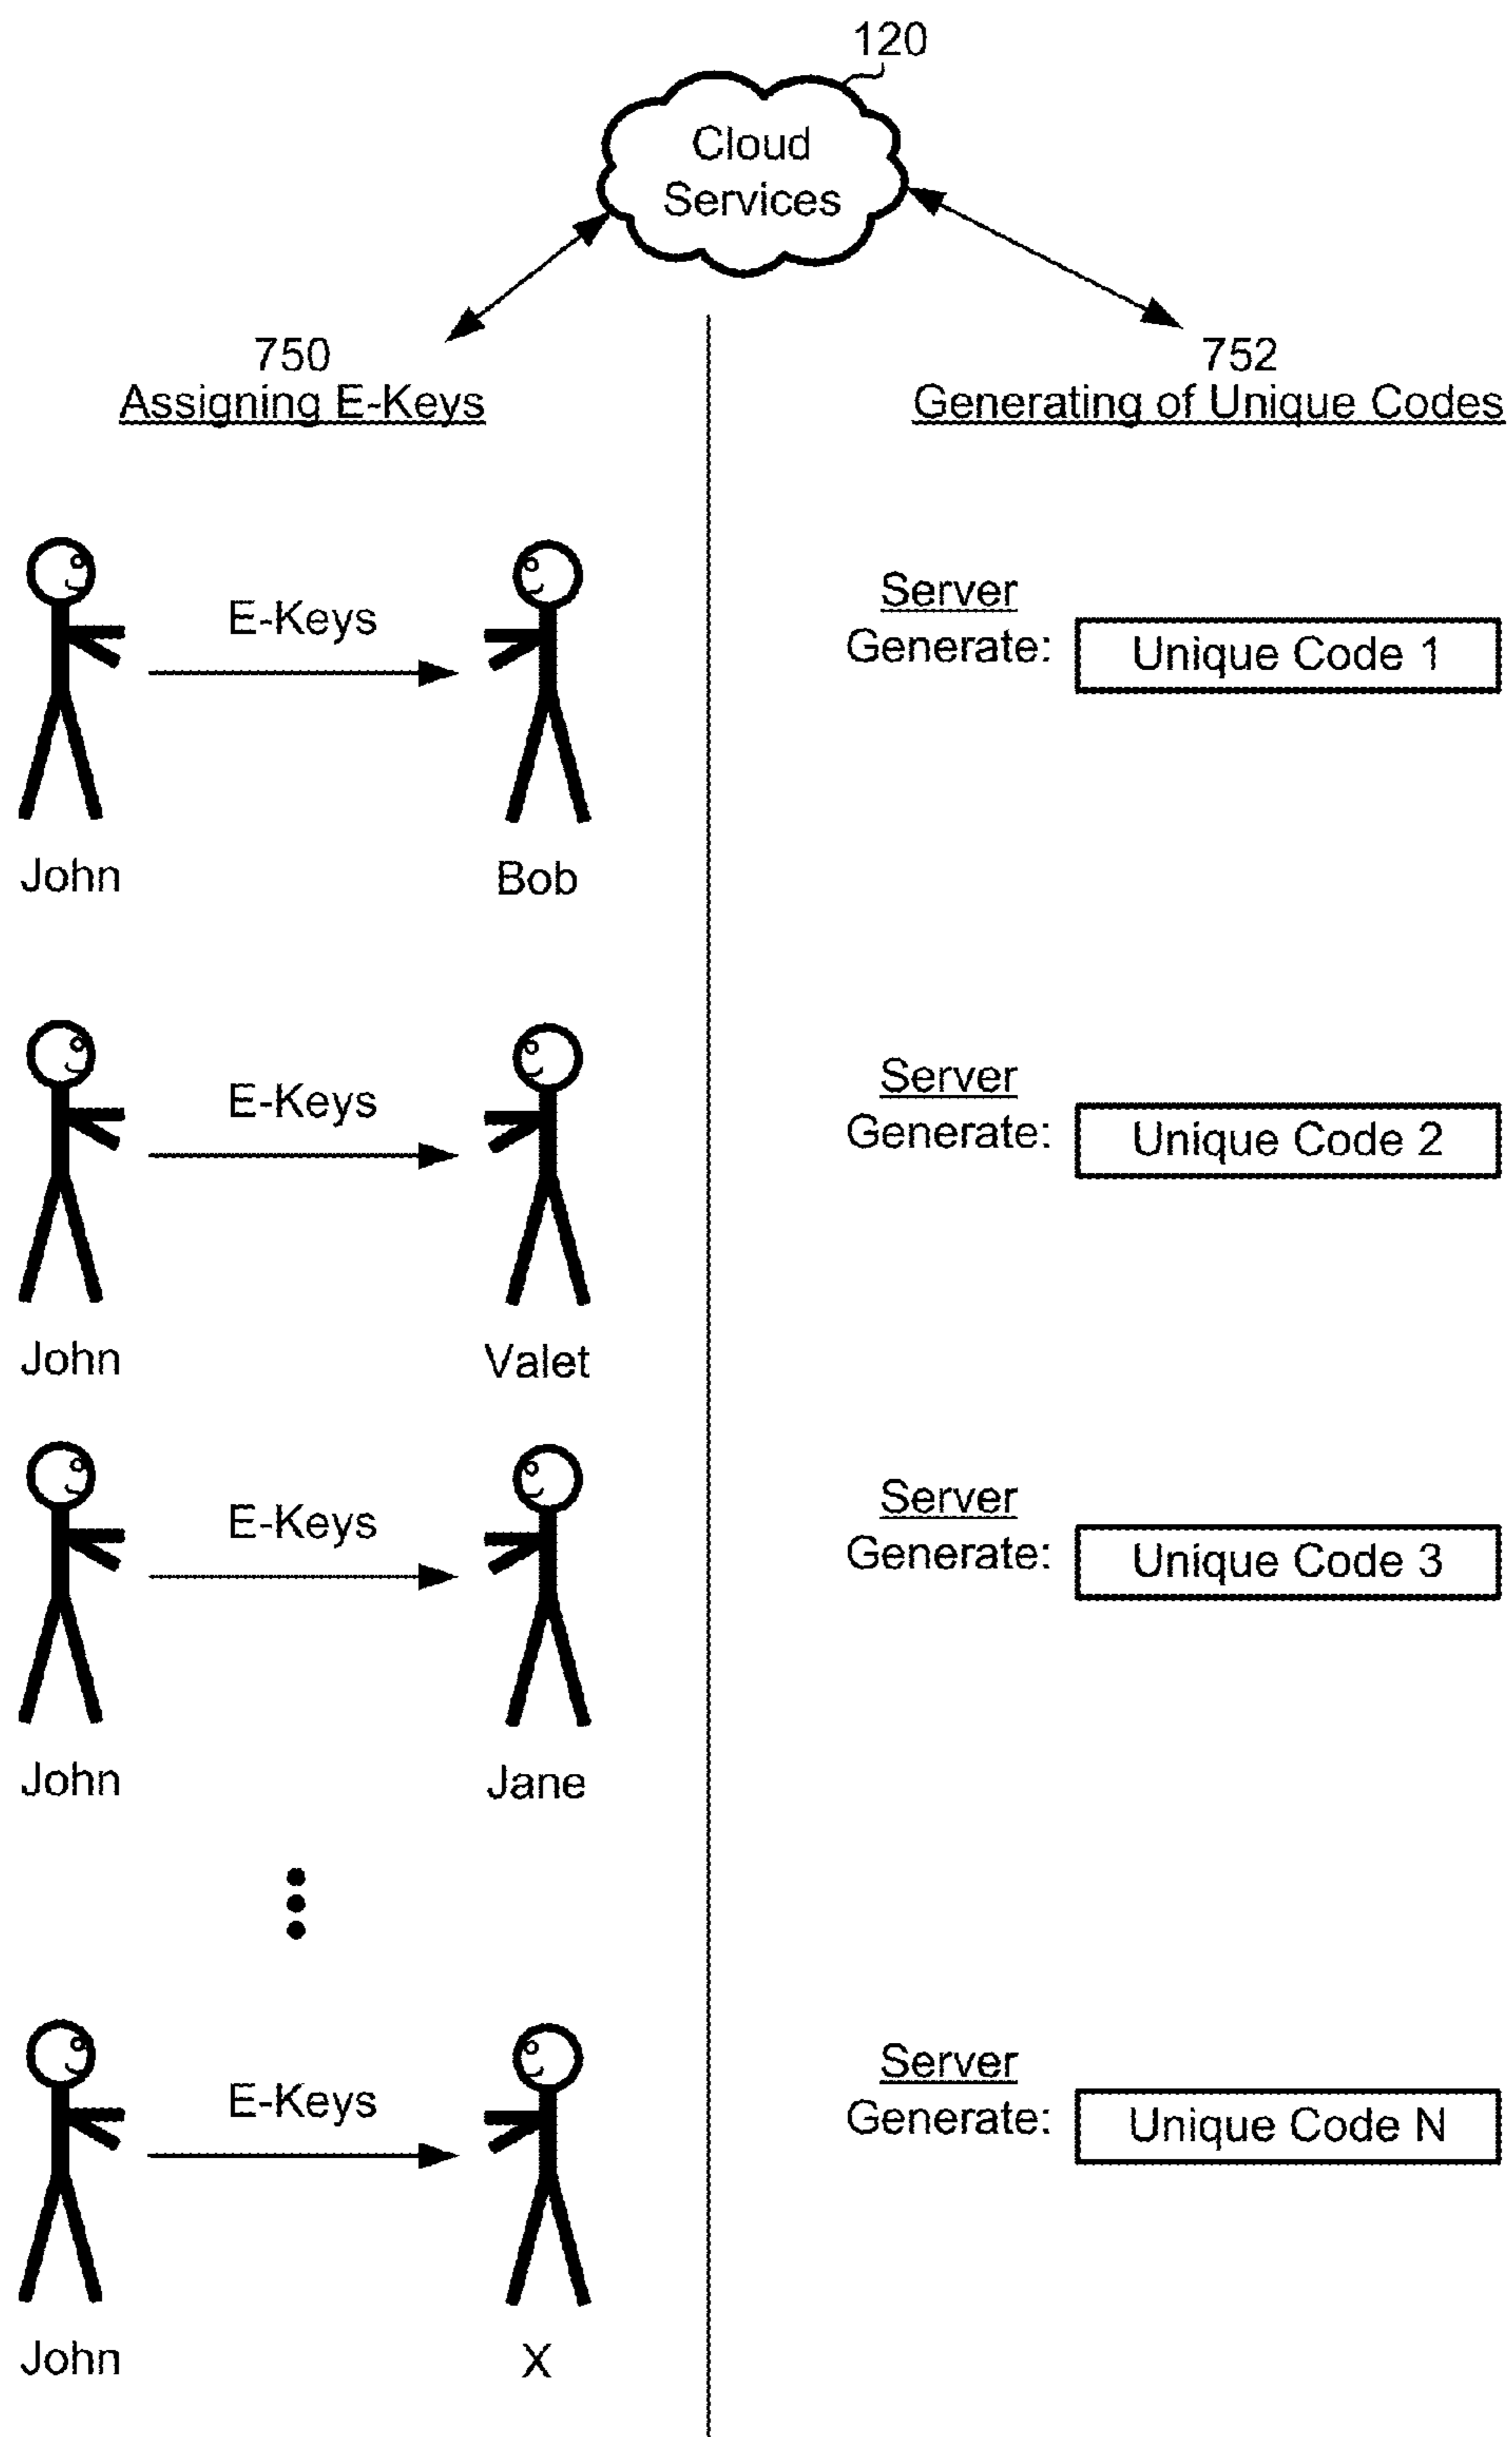 120
Cloud
Services
750
Assigning E-Keys
752
Generating of Unique Codes
E-Keys
John
Bob
Server
Generate:
Unique Code 1
E-Keys
John
Valet
Server
Generate:
Unique Code 2
E-Keys
John
Jane
Server
Generate:
Unique Code 3
E-Keys
John
X
Server
Generate:
Unique Code N